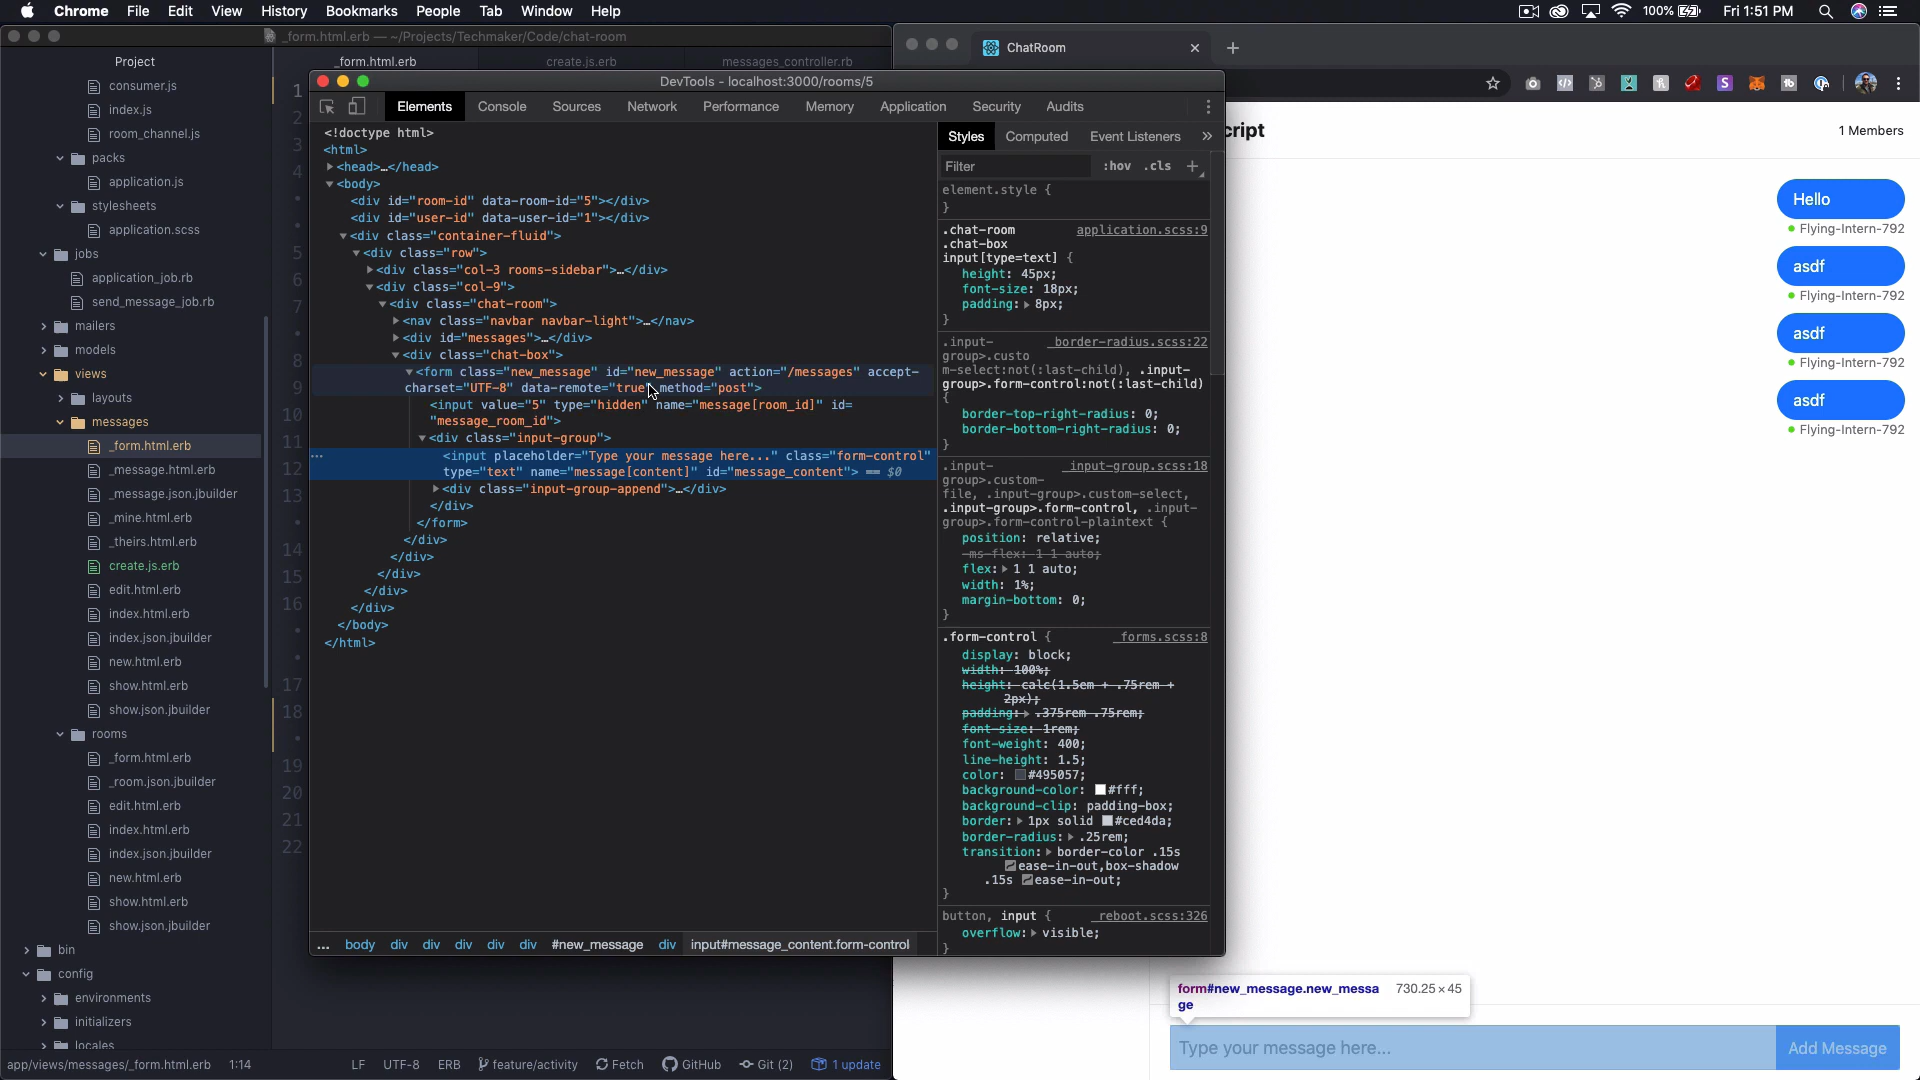 Chrome File Edit View History Bookmarks People Tab Window Help
100% Fri 1:51 PM
_form.html.erb — ~/Projects/Techmaker/Code/chat-room
Project
consumer.js
index.js
room_channel.js
packs
application.js
stylesheets
application.scss
jobs
application_job.rb
send_message_job.rb
mailers
models
views
layouts
messages
_form.html.erb
_message.html.erb
_message.json.jbuilder
_mine.html.erb
_theirs.html.erb
create.js.erb
edit.html.erb
index.html.erb
index.json.jbuilder
new.html.erb
show.html.erb
show.json.jbuilder
rooms
_form.html.erb
_room.json.jbuilder
edit.html.erb
index.html.erb
index.json.jbuilder
new.html.erb
show.html.erb
show.json.jbuilder
bin
config
environments
initializers
locales
app/views/messages/_form.html.erb 1:14
LF UTF-8 ERB feature/activity Fetch GitHub Git (2) 1 update
_form.html.erb create.js.erb messages_controller.rb
1
2
3
4
5
6
7
8
9
10
11
12
13
14
15
16
17
18
19
20
21
22
DevTools - localhost:3000/rooms/5
Elements Console Sources Network Performance Memory Application Security Audits
<!doctype html>
<html>
<head>…</head>
<body>
<div id="room-id" data-room-id="5"></div>
<div id="user-id" data-user-id="1"></div>
<div class="container-fluid">
<div class="row">
<div class="col-3 rooms-sidebar">…</div>
<div class="col-9">
<div class="chat-room">
<nav class="navbar navbar-light">…</nav>
<div id="messages">…</div>
<div class="chat-box">
<form class="new_message" id="new_message" action="/messages" accept-
charset="UTF-8" data-remote="true" method="post">
<input value="5" type="hidden" name="message[room_id]" id=
"message_room_id">
<div class="input-group">
<input placeholder="Type your message here..." class="form-control"
type="text" name="message[content]" id="message_content"> == $0
<div class="input-group-append">…</div>
</div>
</form>
</div>
</div>
</div>
</div>
</div>
</body>
</html>
... body div div div div div #new_message div input#message_content.form-control
Styles Computed Event Listeners »
Filter :hov .cls +
element.style {
}
.chat-room application.scss:9
.chat-box
input[type=text] {
height: 45px;
font-size: 18px;
padding: 8px;
}
.input- _border-radius.scss:22
group>.custo
m-select:not(:last-child), .input-
group>.form-control:not(:last-child)
{
border-top-right-radius: 0;
border-bottom-right-radius: 0;
}
.input- _input-group.scss:18
group>.custom-
file, .input-group>.custom-select,
.input-group>.form-control, .input-
group>.form-control-plaintext {
position: relative;
-ms-flex: 1 1 auto;
flex: 1 1 auto;
width: 1%;
margin-bottom: 0;
}
.form-control { _forms.scss:8
display: block;
width: 100%;
height: calc(1.5em + .75rem +
2px);
padding: .375rem .75rem;
font-size: 1rem;
font-weight: 400;
line-height: 1.5;
color: #495057;
background-color: #fff;
background-clip: padding-box;
border: 1px solid #ced4da;
border-radius: .25rem;
transition: border-color .15s
ease-in-out,box-shadow
.15s ease-in-out;
}
button, input { _reboot.scss:326
overflow: visible;
}
ChatRoom
cript
1 Members
Hello
Flying-Intern-792
asdf
Flying-Intern-792
asdf
Flying-Intern-792
asdf
Flying-Intern-792
form#new_message.new_messa 730.25 × 45
ge
Type your message here...
Add Message